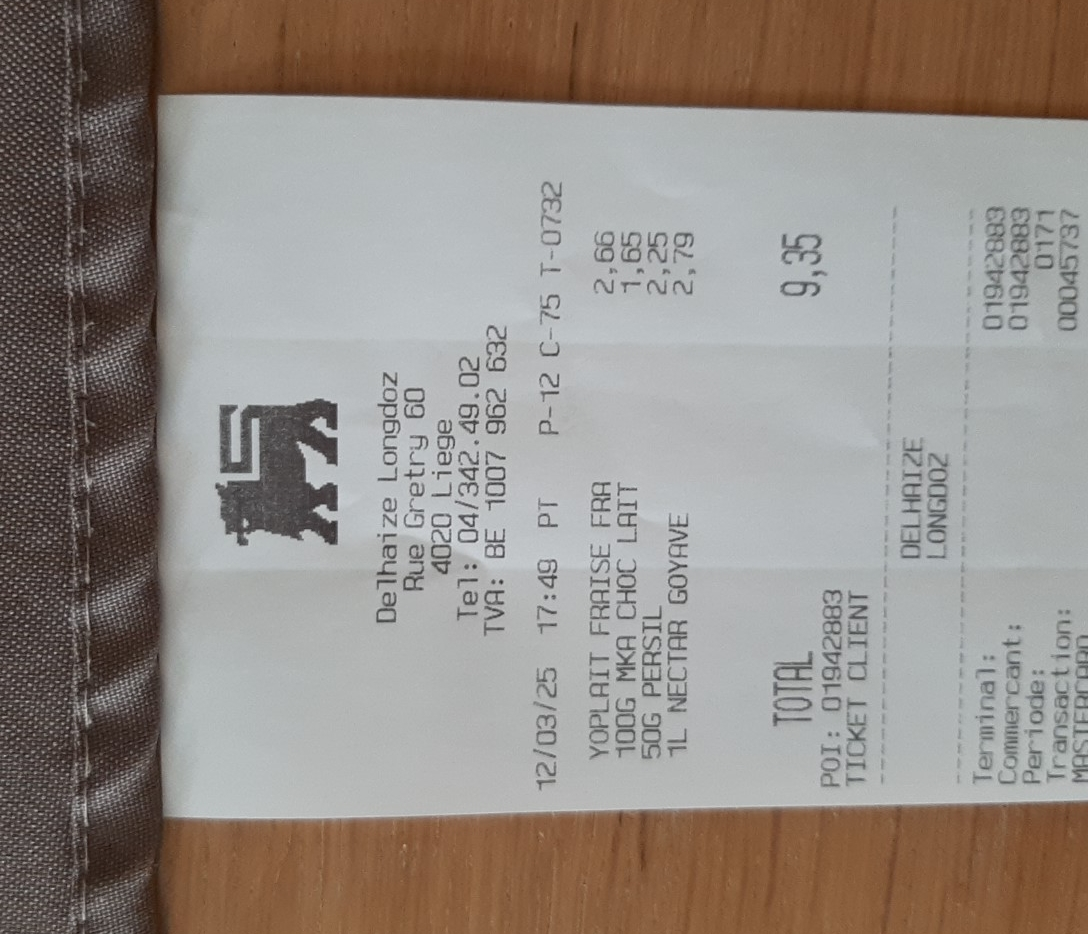 Delhaize Longdoz
Rue Gretry 60
4020 Liege
Tel: 04/342.49.02
TVA: BE 1007 962 632
12/03/25 17:49 PT P-12 C-75 T-0732
YOPLAIT FRAISE FRA 2,66
100G MKA CHOC LAIT 1,65
50G PERSIL 2,25
1L NECTAR GOYAVE 2,79
TOTAL 9,35
POI: 01942883
TICKET CLIENT
DELHAIZE
LONGDOZ
Terminal: 01942883
Commercant: 01942883
Periode: 0171
Transaction: 00045737
MASTERCARD